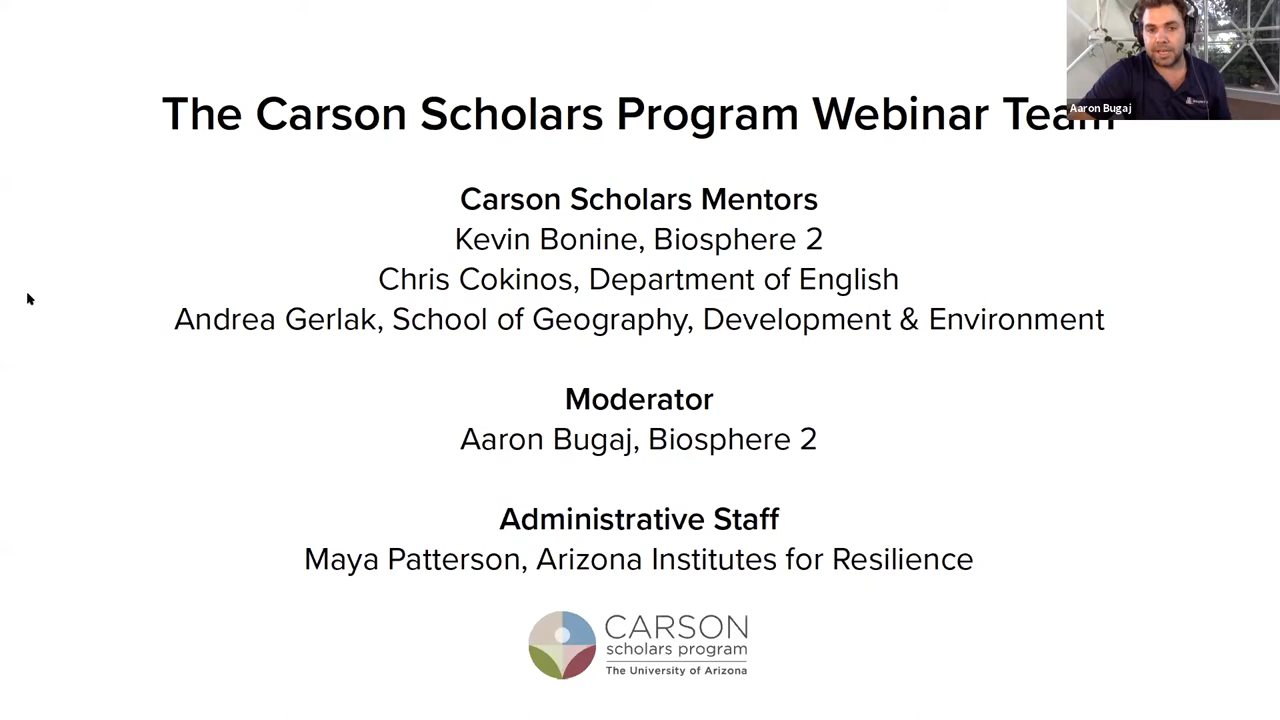 The Carson Scholars Program Webinar Team
Aaron Bugaj
Carson Scholars Mentors
Kevin Bonine, Biosphere 2
Chris Cokinos, Department of English
Andrea Gerlak, School of Geography, Development & Environment
Moderator
Aaron Bugaj, Biosphere 2
Administrative Staff
Maya Patterson, Arizona Institutes for Resilience
CARSON
scholars program
The University of Arizona